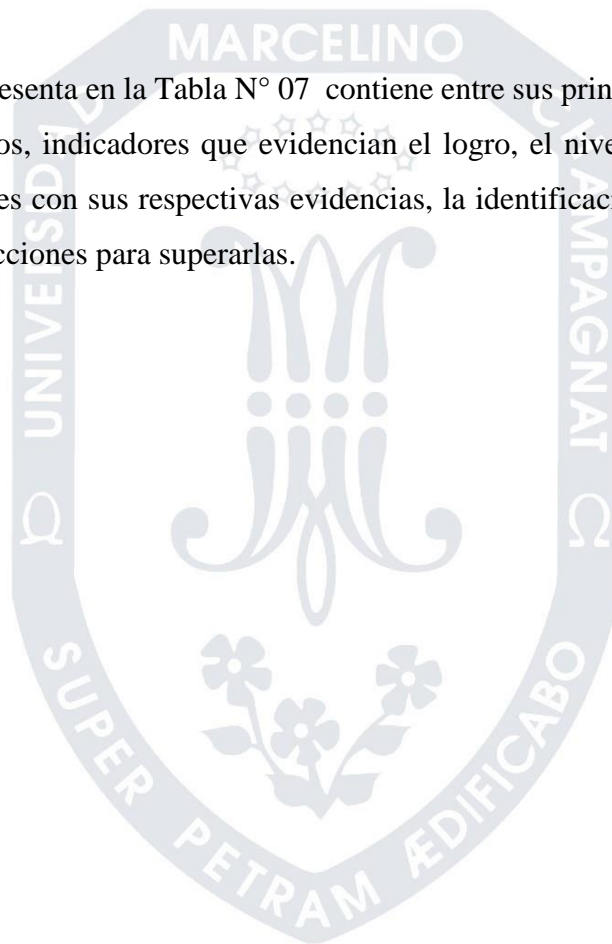 MARCELINO
esenta en la Tabla N° 07 contiene entre sus prin
os, indicadores que evidencian el logro, el nive
es con sus respectivas evidencias, la identificaci
cciones para superarlas.
UNIVERSIDAD
CHAMPAGNAT
Ω Ω
SUPER PETRAM ÆDIFICABO